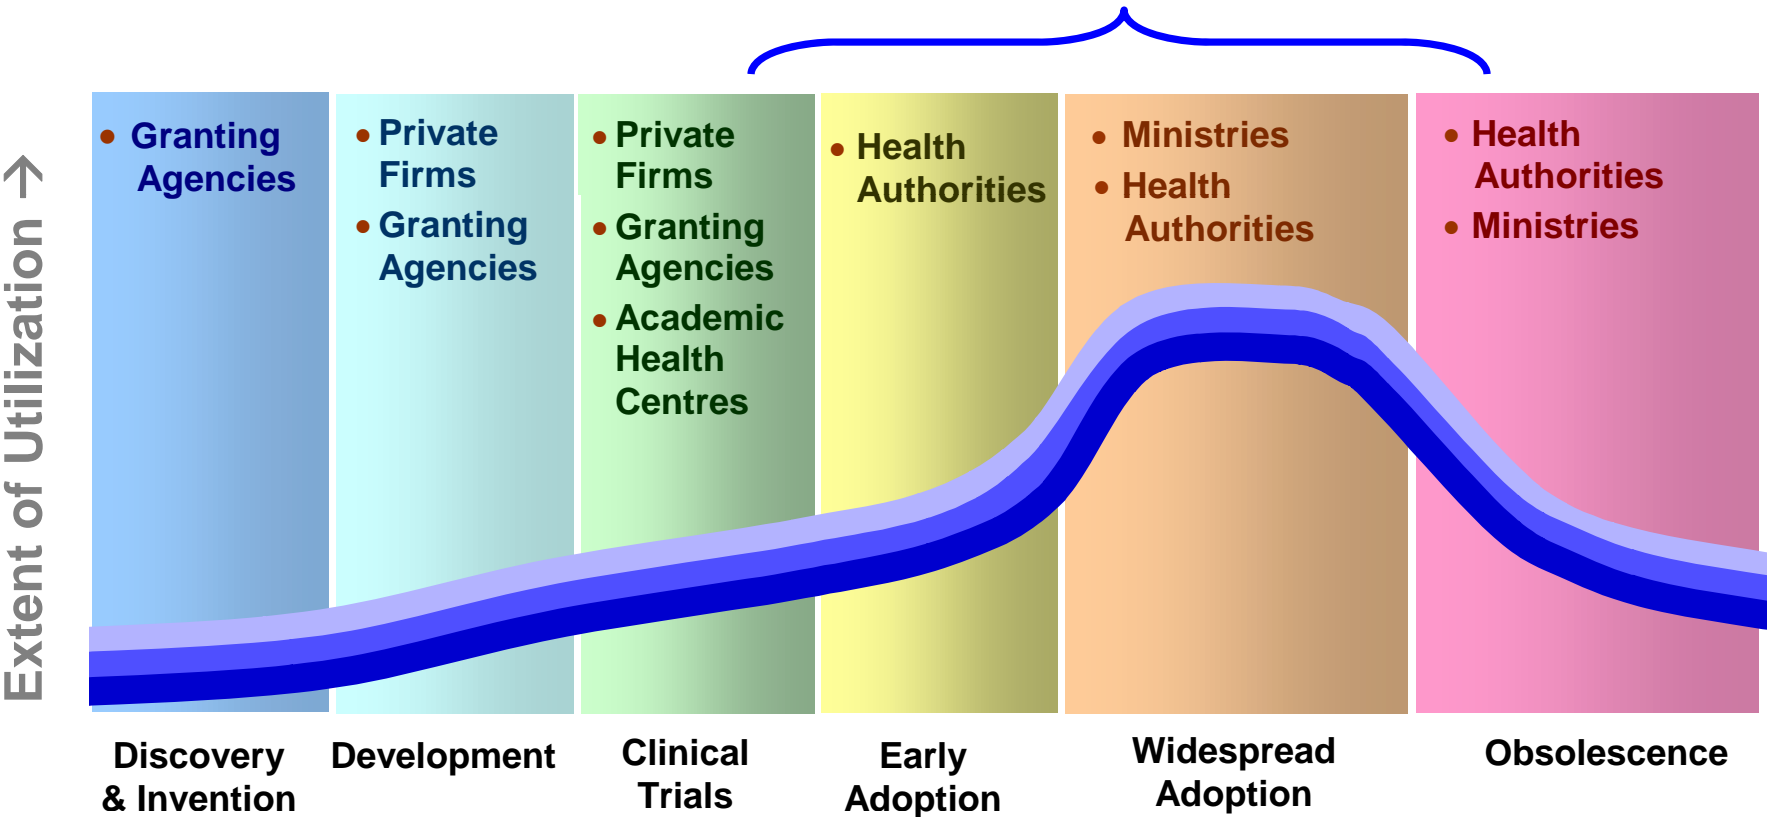 Extent of Utilization →
• Granting
Agencies
• Private
Firms
• Granting
Agencies
• Private
Firms
• Granting
Agencies
• Academic
Health
Centres
• Health
Authorities
• Ministries
• Health
Authorities
• Health
Authorities
• Ministries
Discovery
& Invention
Development
Clinical
Trials
Early
Adoption
Widespread
Adoption
Obsolescence